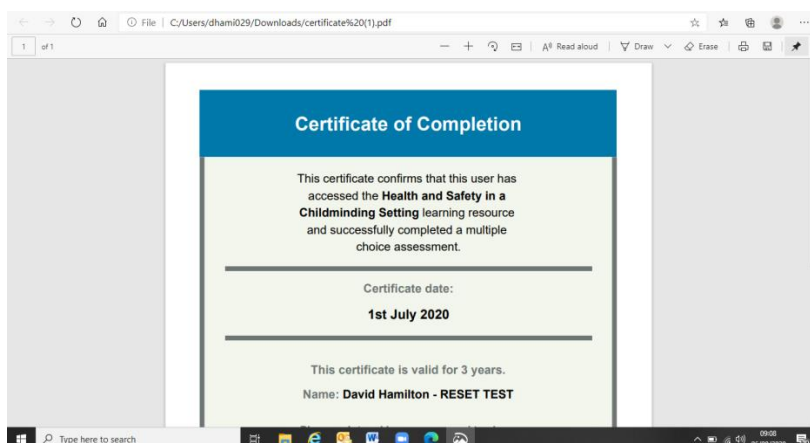 File | C:/Users/dhami029/Downloads/certificate%20(1).pdf
1 of 1
Read aloud | Draw Erase
Certificate of Completion
This certificate confirms that this user has
accessed the Health and Safety in a
Childminding Setting learning resource
and successfully completed a multiple
choice assessment.
Certificate date:
1st July 2020
This certificate is valid for 3 years.
Name: David Hamilton - RESET TEST
Type here to search
09:08